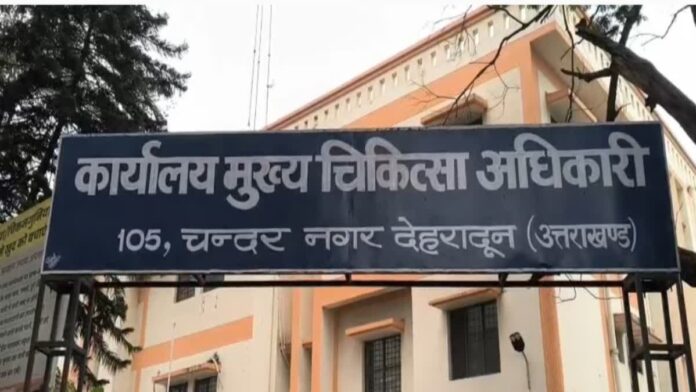 कार्यालय मुख्य चिकित्सा अधिकारी
105, चन्दर नगर देहरादून (उत्तराखण्ड)